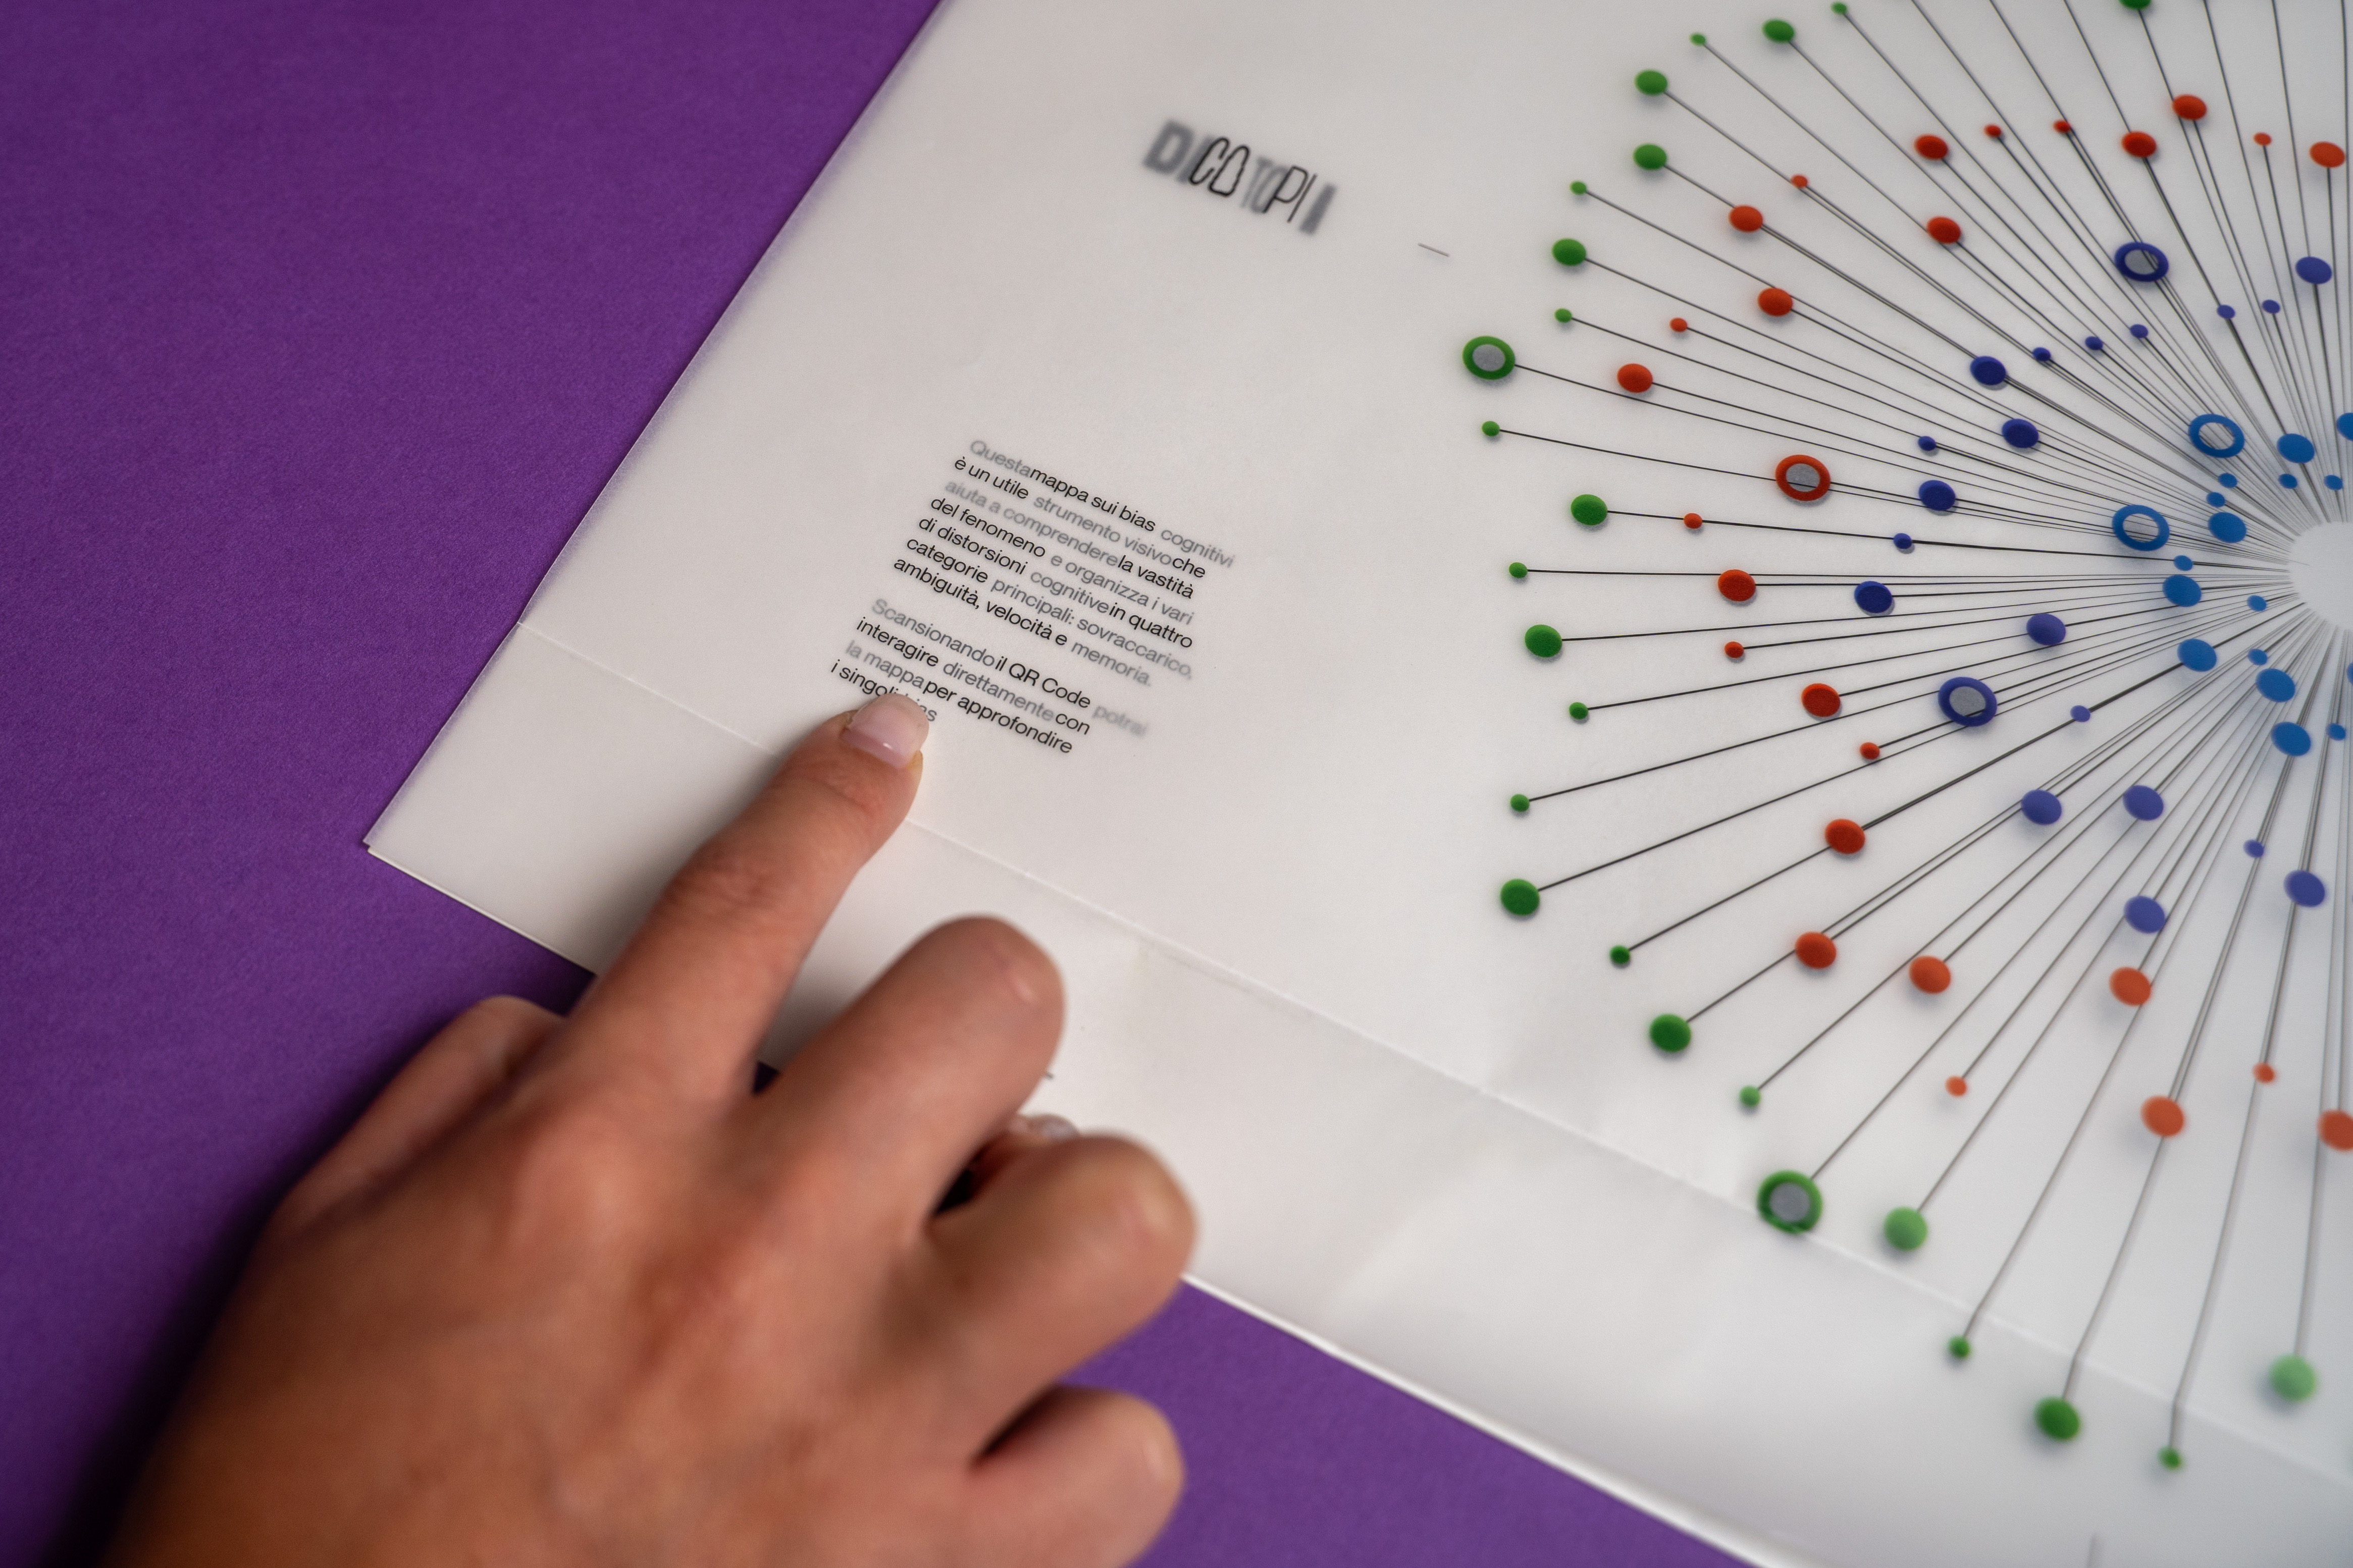 Questa mappa sui bias cognitivi
è un utile strumento visivo che
aiuta a comprendere la vastità
del fenomeno e organizza i vari
di distorsioni cognitive in quattro
categorie principali: sovraccarico,
ambiguità, velocità e memoria.
Scansionando il QR Code potrai
interagire direttamente con
la mappa per approfondire
i singoli